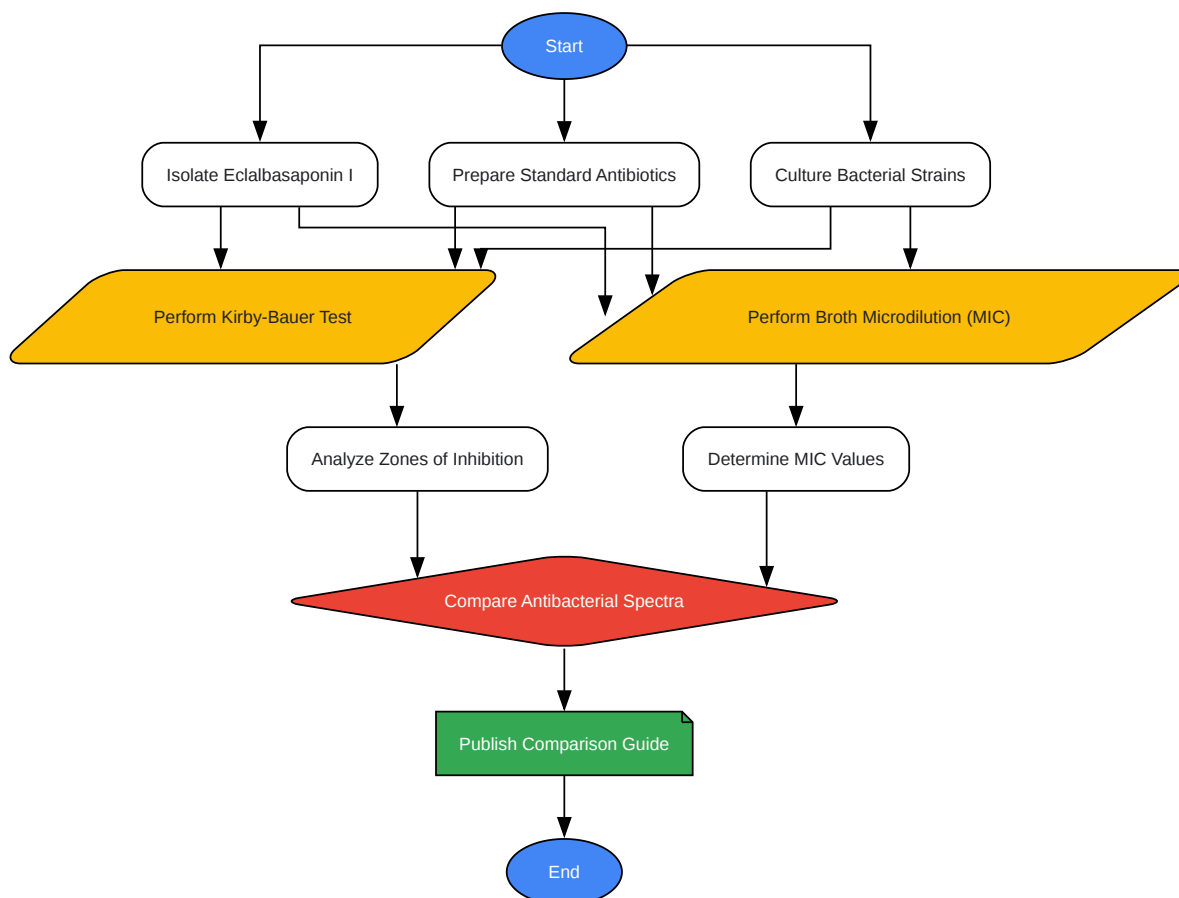 Start
Isolate Eclalbasaponin I
Prepare Standard Antibiotics
Culture Bacterial Strains
Perform Kirby-Bauer Test
Perform Broth Microdilution (MIC)
Analyze Zones of Inhibition
Determine MIC Values
Compare Antibacterial Spectra
Publish Comparison Guide
End